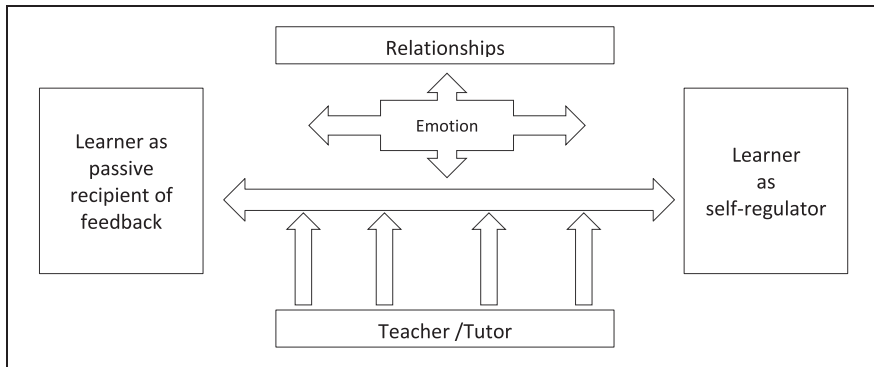 Relationships
Emotion
Learner as
passive
recipient of
feedback
Learner
as
self-regulator
Teacher /Tutor